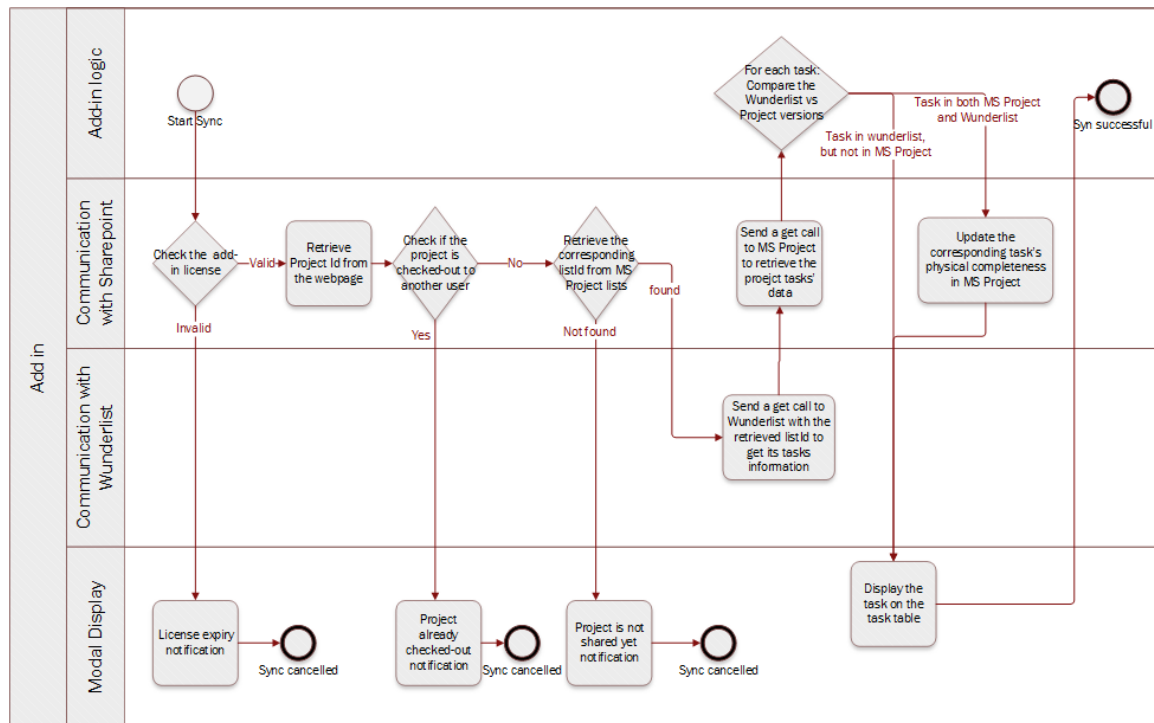 Add in
Add-in logic
Start Sync
For each task:
Compare the
Wunderlist vs
Project versions
Task in both MS Project
and Wunderlist
Task in wunderlist,
but not in MS Project
Syn successful
Communication
with Sharepoint
Check the add-
in license
Valid
Invalid
Retrieve
Project Id from
the webpage
Check if the
project is
checked-out to
another user
No
Yes
Retrieve the
corresponding
listId from MS
Project lists
found
Not found
Send a get call
to MS Project
to retrieve the
proejct tasks'
data
Update the
corresponding task's
physical completeness
in MS Project
Communication with
Wunderlist
Send a get call to
Wunderlist with the
retrieved listId to
get its tasks
information
Modal Display
License expiry
notification
Sync cancelled
Project
already
checked-out
notification
Sync cancelled
Project is not
shared yet
notification
Sync cancelled
Display the
task on the
task table